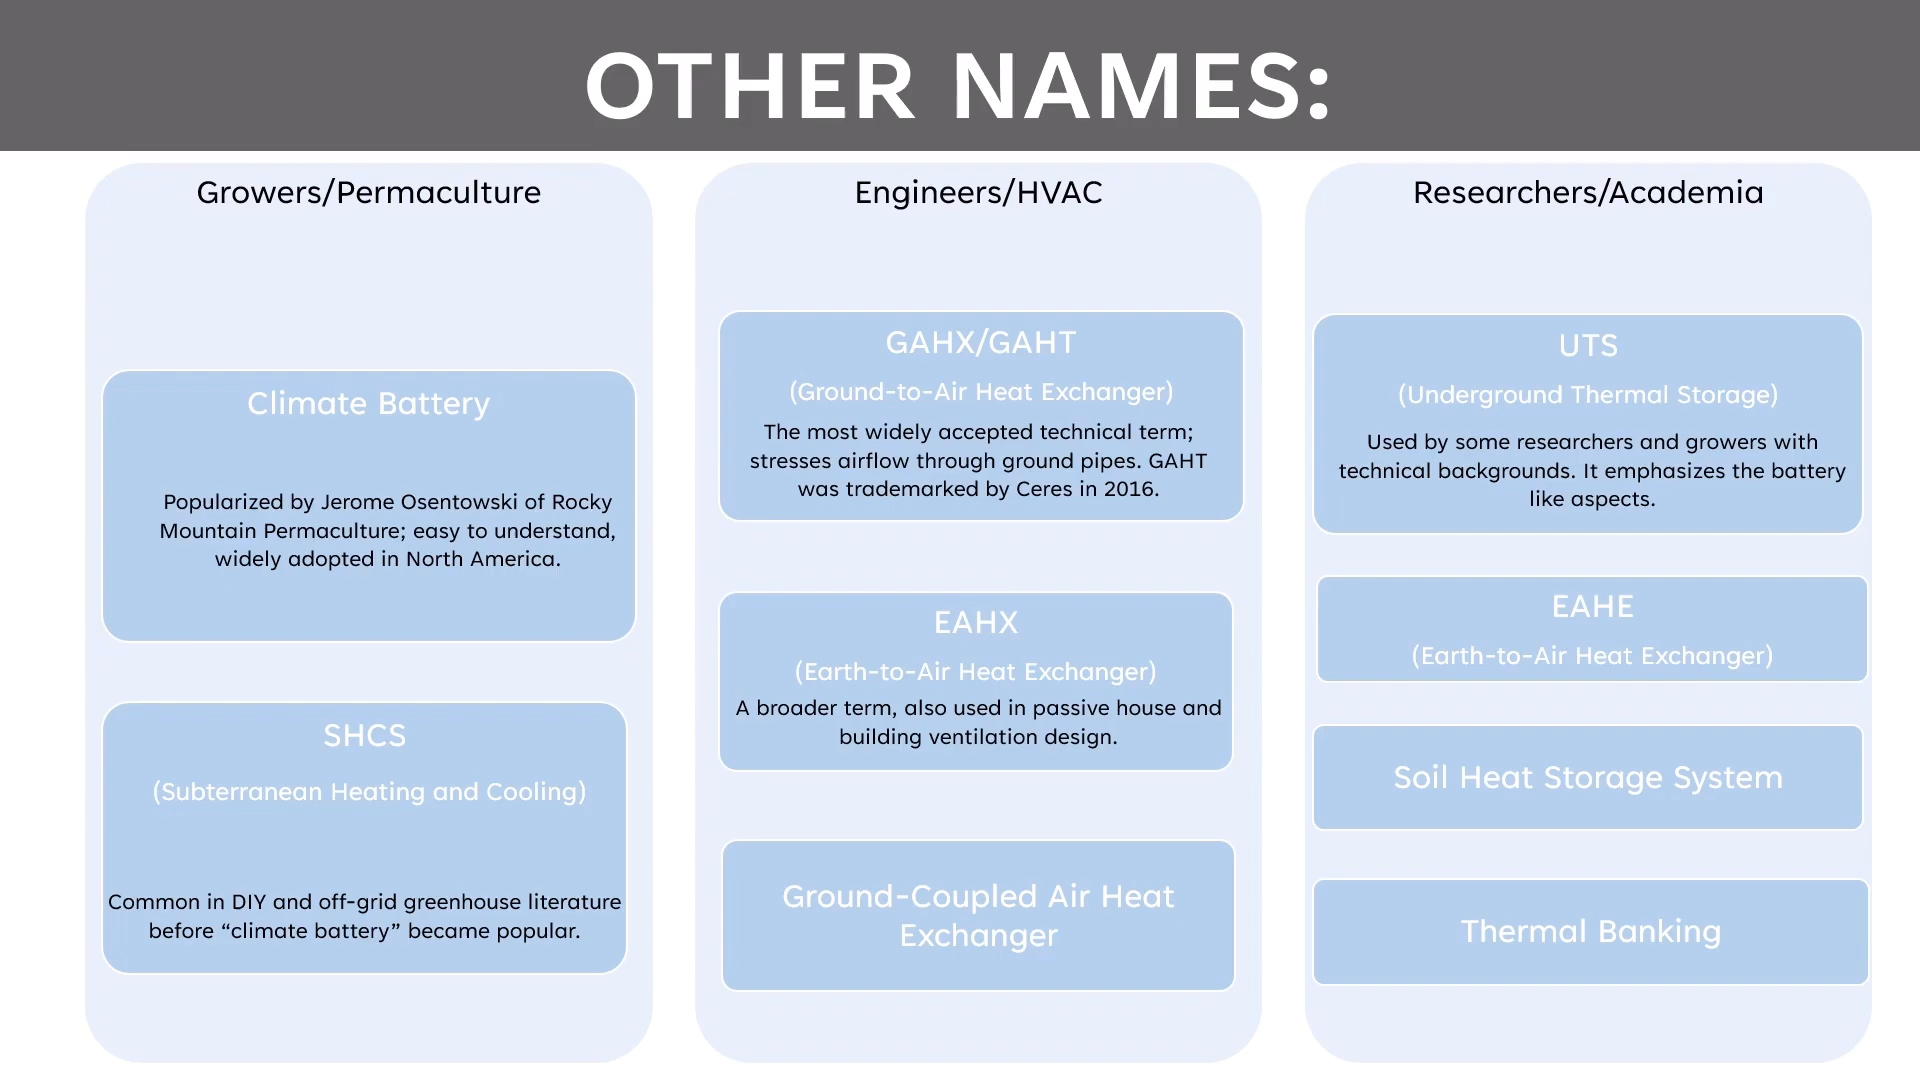 OTHER NAMES:
Growers/Permaculture
Climate Battery
Popularized by Jerome Osentowski of Rocky
Mountain Permaculture; easy to understand,
widely adopted in North America.
SHCS
(Subterranean Heating and Cooling)
Common in DIY and off-grid greenhouse literature
before “climate battery” became popular.
Engineers/HVAC
GAHX/GAHT
(Ground-to-Air Heat Exchanger)
The most widely accepted technical term;
stresses airflow through ground pipes. GAHT
was trademarked by Ceres in 2016.
EAHX
(Earth-to-Air Heat Exchanger)
A broader term, also used in passive house and
building ventilation design.
Ground-Coupled Air Heat
Exchanger
Researchers/Academia
UTS
(Underground Thermal Storage)
Used by some researchers and growers with
technical backgrounds. It emphasizes the battery
like aspects.
EAHE
(Earth-to-Air Heat Exchanger)
Soil Heat Storage System
Thermal Banking